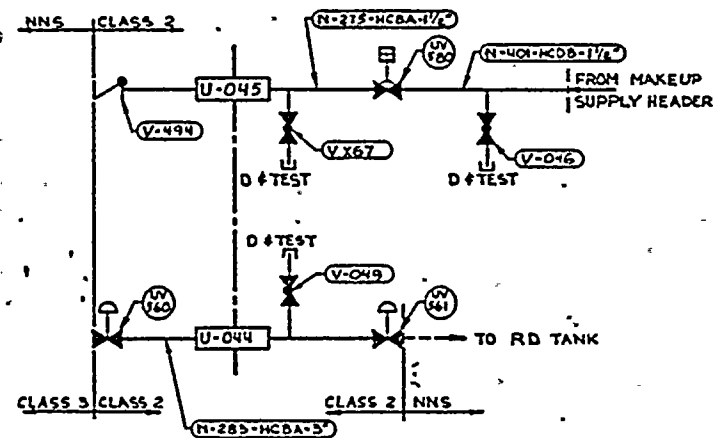 NNS CLASS 2
N-275-HCBA-1½"
UV
580
N-401-HCDB-1½"
U-045
FROM MAKEUP
SUPPLY HEADER
V-494
V X67
V-046
D & TEST
D & TEST
D & TEST
V-049
UV
560
UV
561
U-044
TO RD TANK
CLASS 3 CLASS 2
CLASS 2 NNS
N-285-HCBA-3"